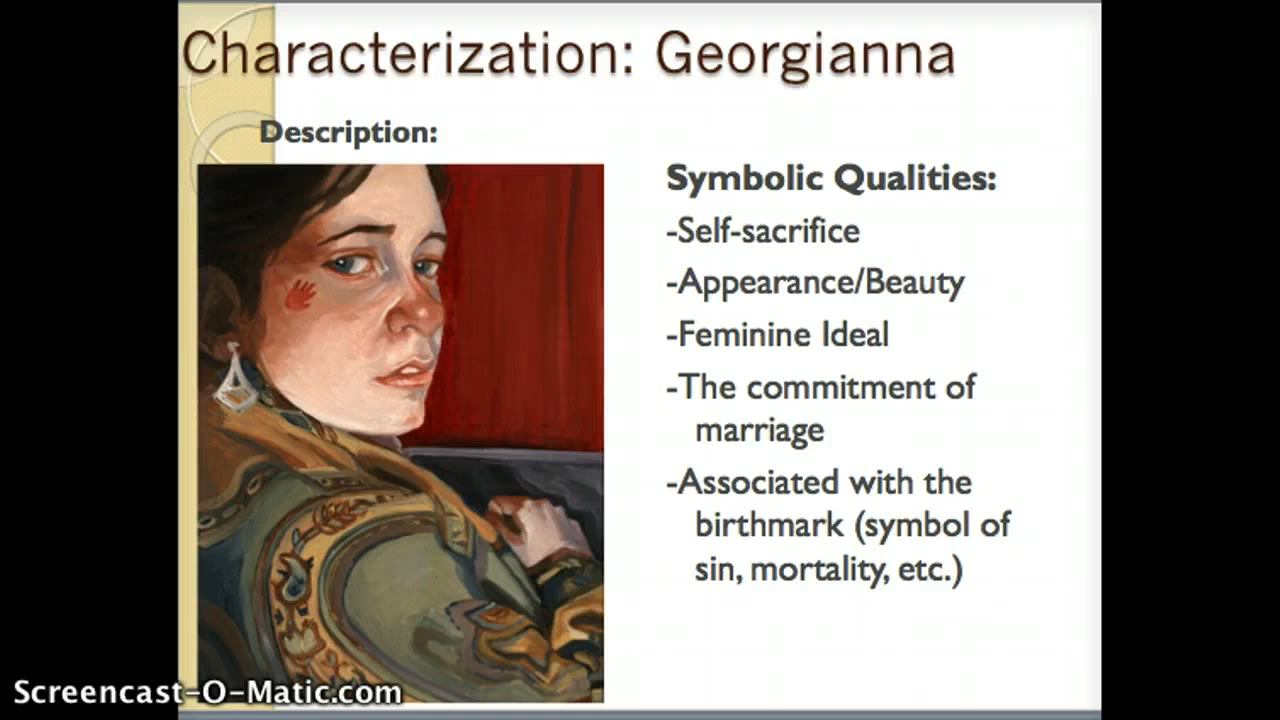 Characterization: Georgianna
Description:
Symbolic Qualities:
-Self-sacrifice
-Appearance/Beauty
-Feminine Ideal
-The commitment of
marriage
-Associated with the
birthmark (symbol of
sin, mortality, etc.)
Screencast-O-Matic.com